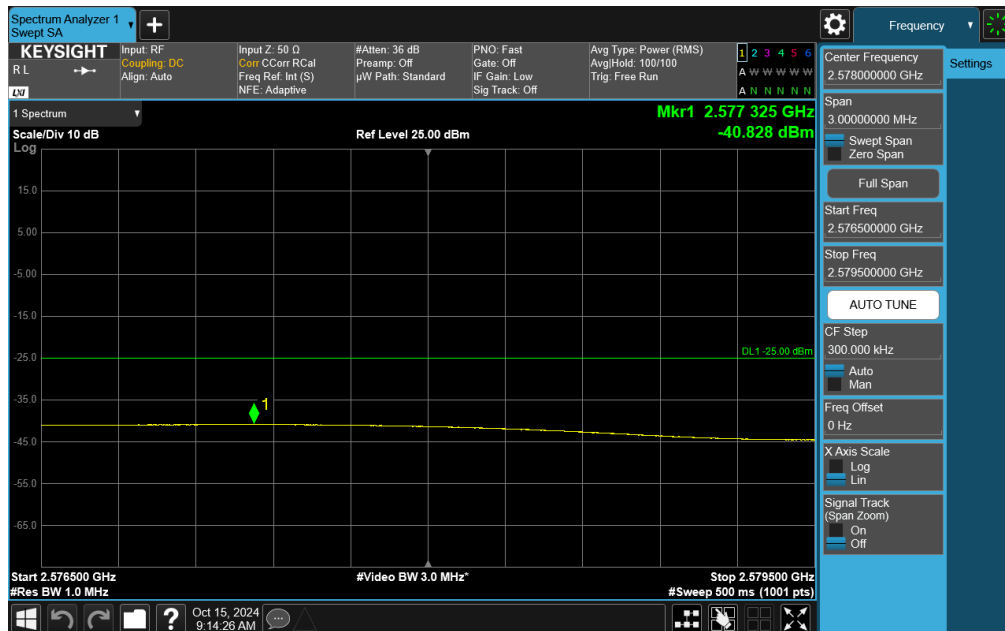 Spectrum Analyzer 1
Swept SA
Frequency
KEYSIGHT
R L
LXI
Input: RF
Coupling: DC
Align: Auto
Input Z: 50 Ω
Corr CCorr RCal
Freq Ref: Int (S)
NFE: Adaptive
#Atten: 36 dB
Preamp: Off
µW Path: Standard
PNO: Fast
Gate: Off
IF Gain: Low
Sig Track: Off
Avg Type: Power (RMS)
Avg|Hold: 100/100
Trig: Free Run
1 2 3 4 5 6
A W W W W W
A N N N N N
1 Spectrum
Scale/Div 10 dB
Log
Ref Level 25.00 dBm
Mkr1 2.577 325 GHz
-40.828 dBm
15.0
5.00
-5.00
-15.0
-25.0
-35.0
-45.0
-55.0
-65.0
DL1 -25.00 dBm
1
Start 2.576500 GHz
#Res BW 1.0 MHz
#Video BW 3.0 MHz*
Stop 2.579500 GHz
#Sweep 500 ms (1001 pts)
Center Frequency
2.578000000 GHz
Settings
Span
3.00000000 MHz
Swept Span
Zero Span
Full Span
Start Freq
2.576500000 GHz
Stop Freq
2.579500000 GHz
AUTO TUNE
CF Step
300.000 kHz
Auto
Man
Freq Offset
0 Hz
X Axis Scale
Log
Lin
Signal Track
(Span Zoom)
On
Off
?
Oct 15, 2024
9:14:26 AM